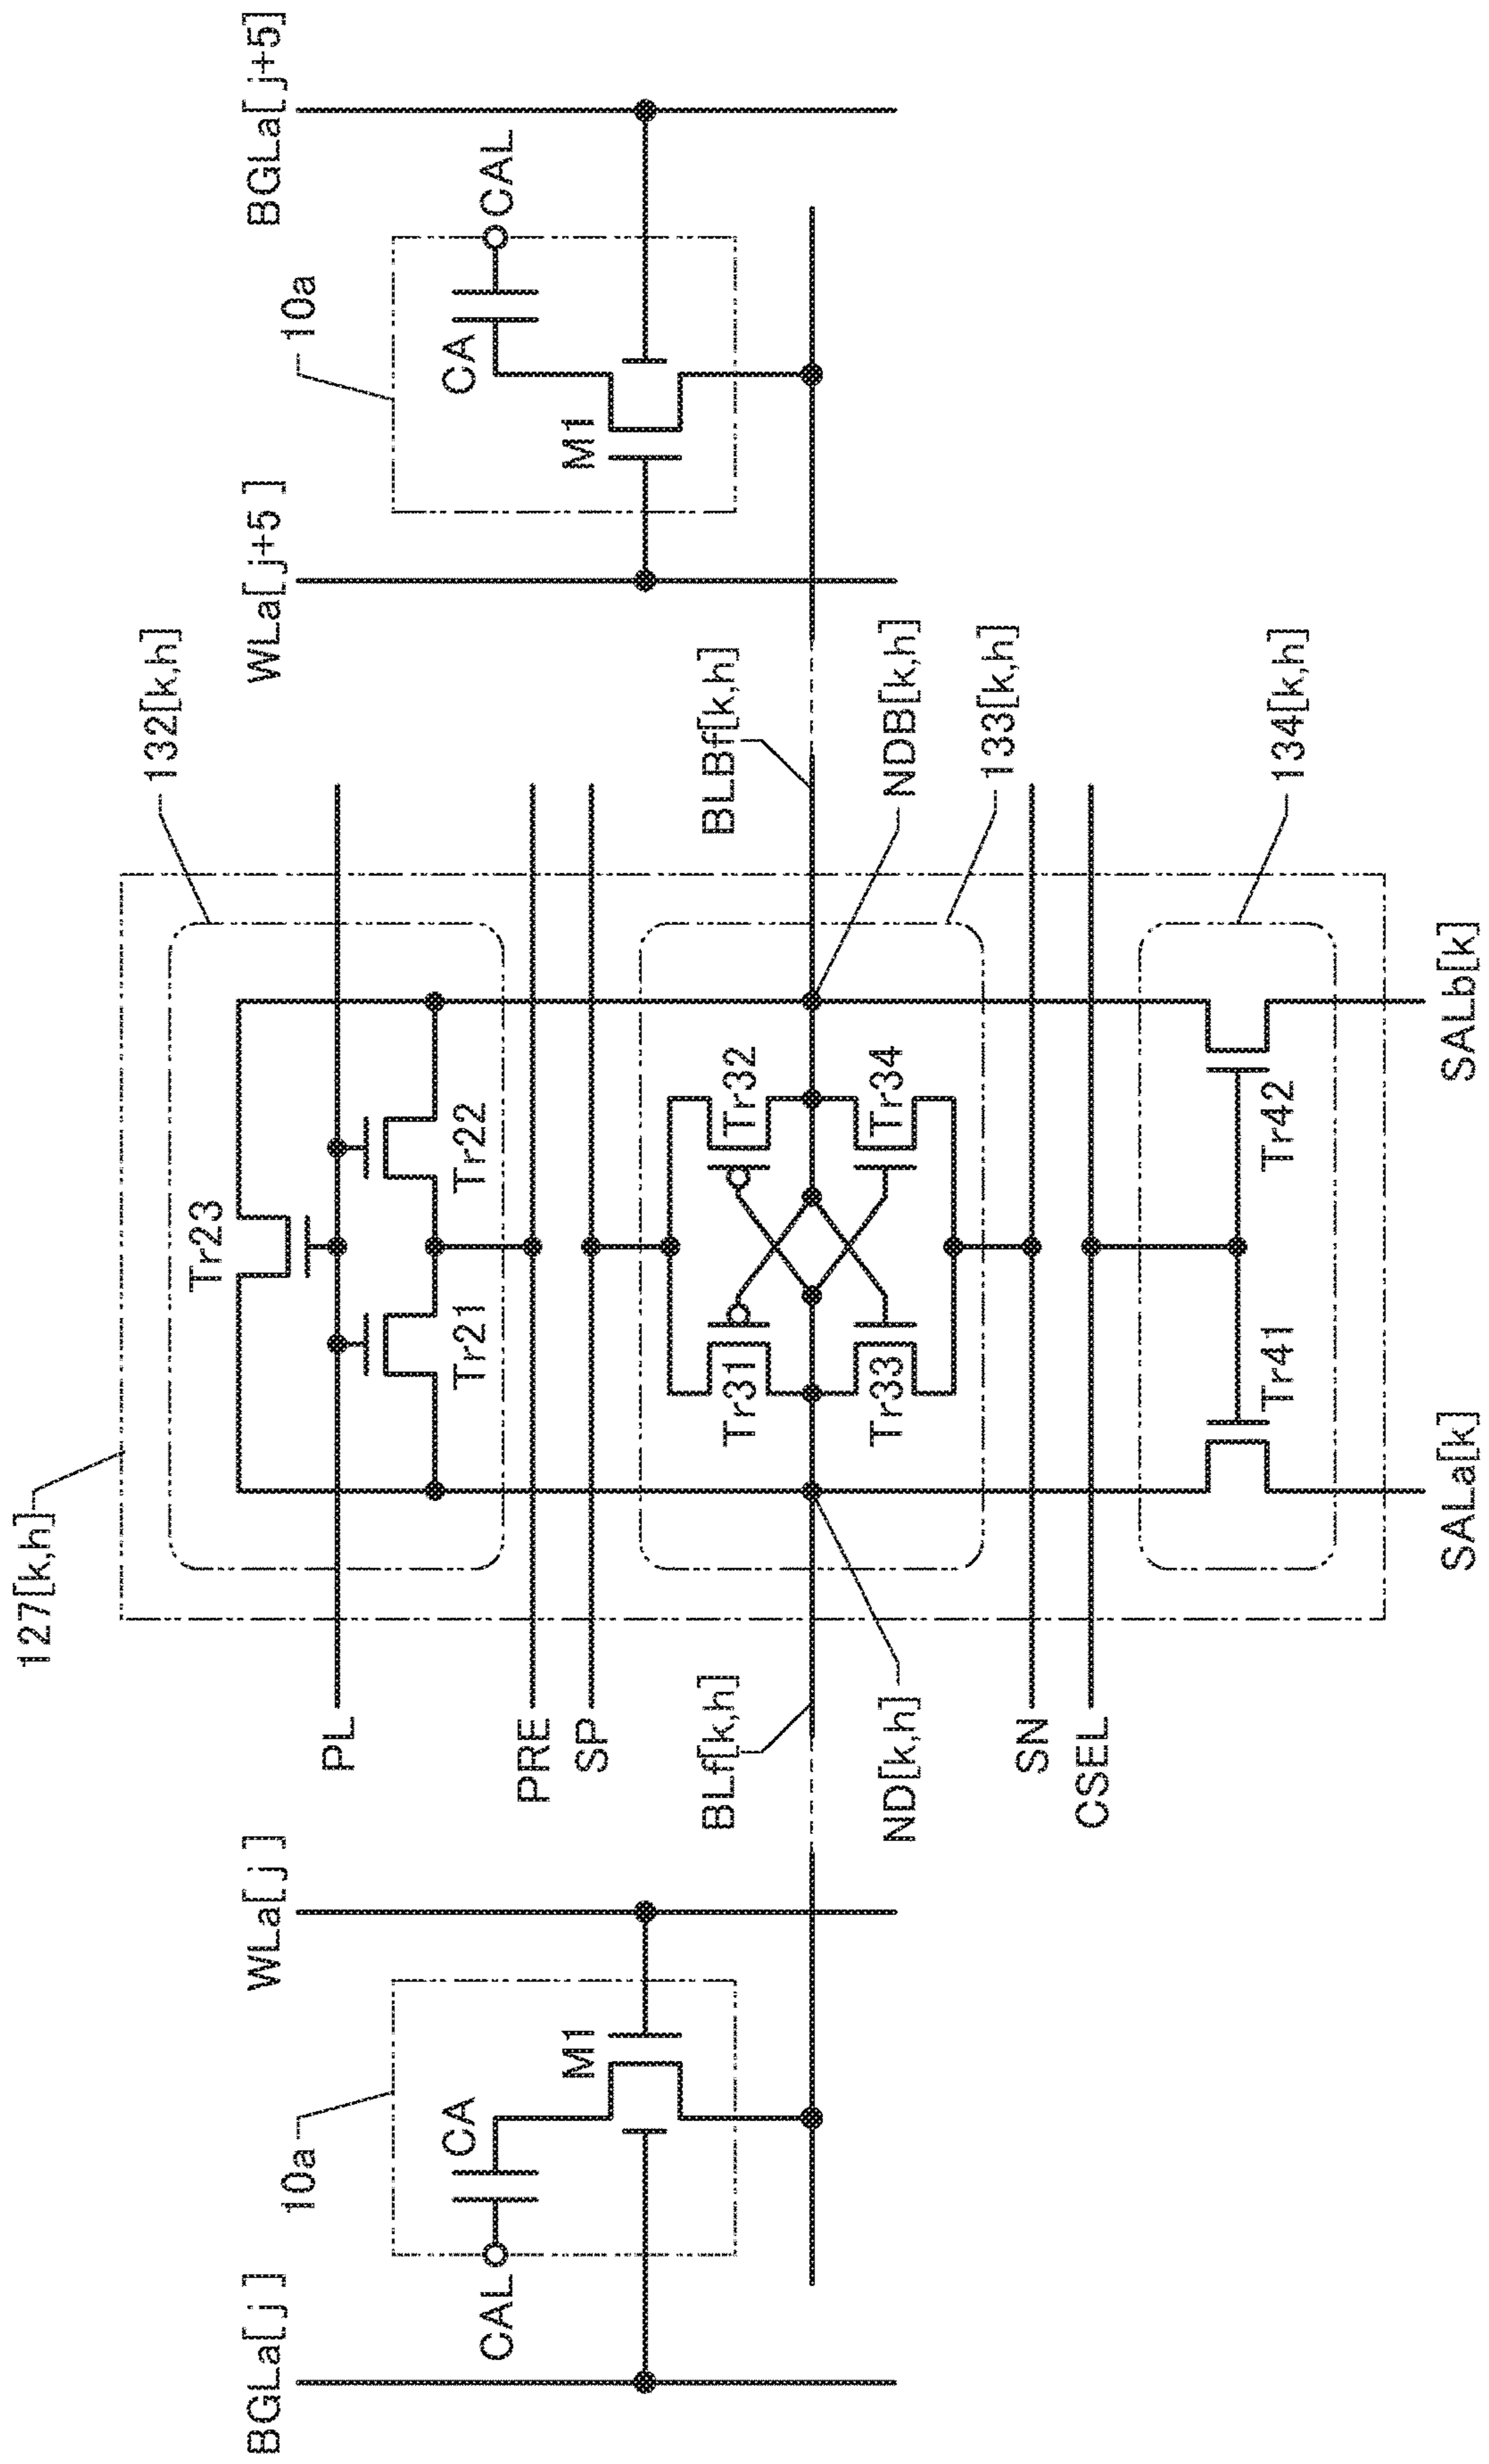 127[k,h]
132[k,h]
Tr23
BGLa[ j ]
10a
WLa[ j ]
WLa[ j+5 ]
10a
BGLa[ j+5]
PL
PRE
SP
Tr21
Tr22
CAL
CA
M1
M1
CA
CAL
BLf[k,h]
BLBf[k,h]
Tr31
Tr32
ND[k,h]
Tr33
Tr34
NDB[k,h]
133[k,h]
SN
CSEL
Tr41
Tr42
134[k,h]
SALa[k]
SALb[k]